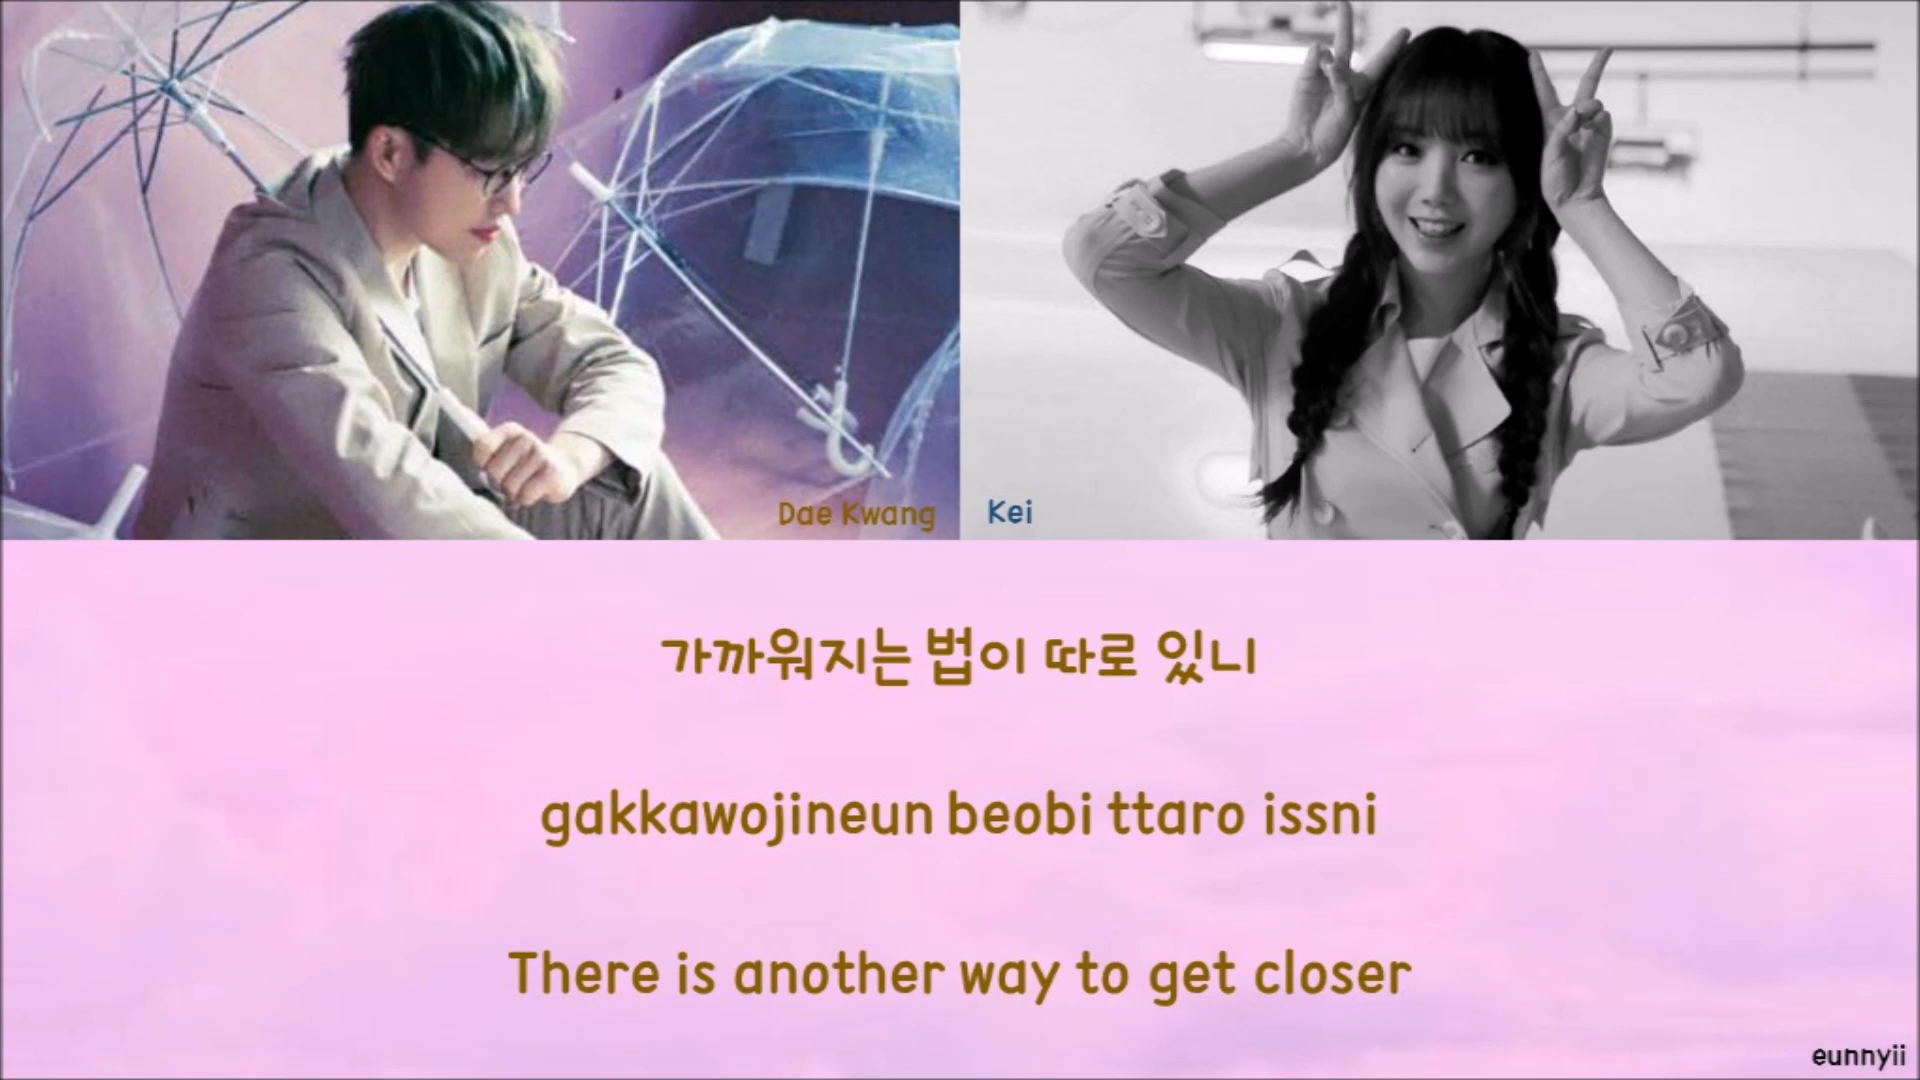 Dae Kwang
Kei
가까워지는 법이 따로 있니
gakkawojineun beobi ttaro issni
There is another way to get closer
eunnyii